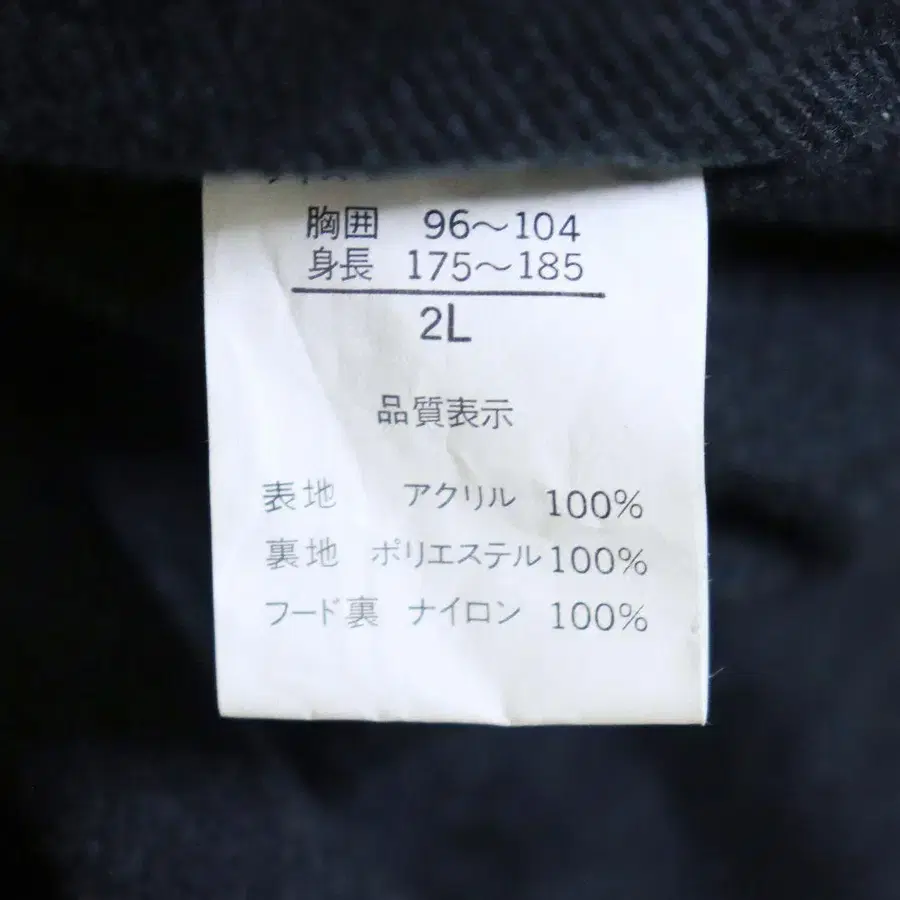 胸囲 96～104
身長 175～185
2L
品質表示
表地 アクリル 100%
裏地 ポリエステル 100%
フード裏 ナイロン 100%